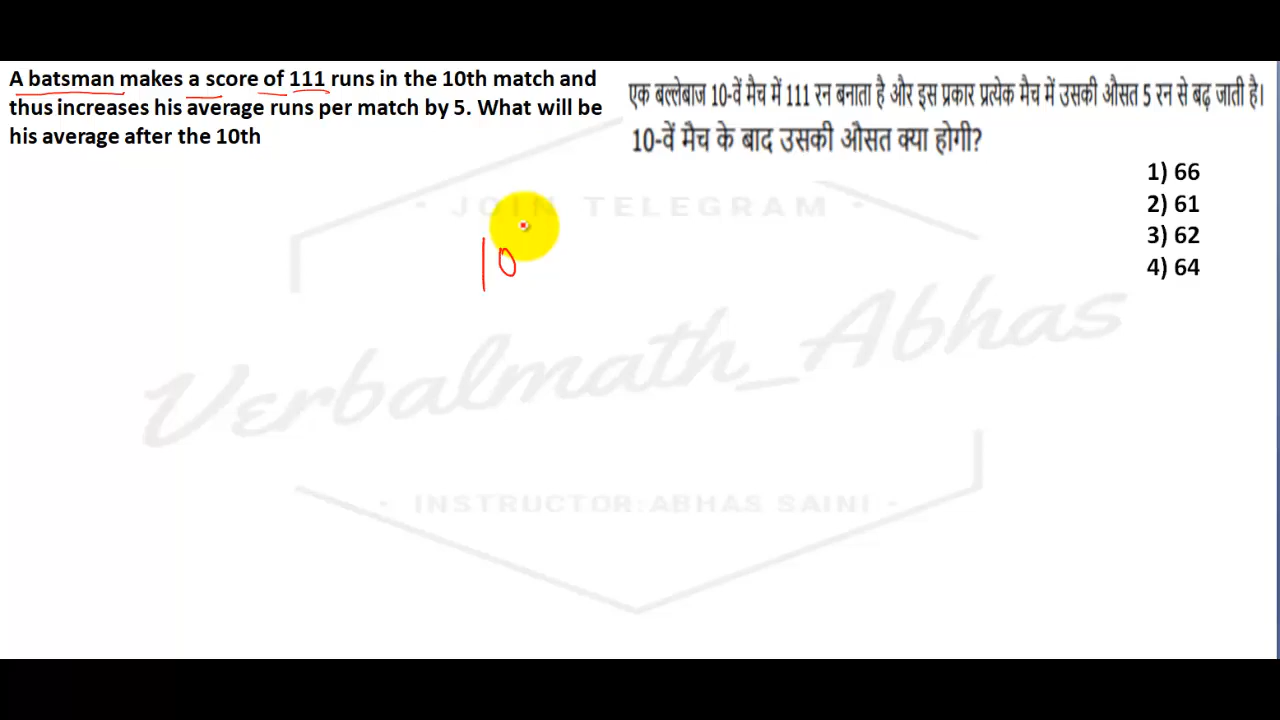 A batsman makes a score of 111 runs in the 10th match and
thus increases his average runs per match by 5. What will be
his average after the 10th
एक बल्लेबाज 10-वें मैच में 111 रन बनाता है और इस प्रकार प्रत्येक मैच में उसकी औसत 5 रन से बढ़ जाती है।
10-वें मैच के बाद उसकी औसत क्या होगी?
1) 66
2) 61
3) 62
4) 64
• JOIN TELEGRAM •
10
Verbalmath_Abhas
• INSTRUCTOR:ABHAS SAINI •